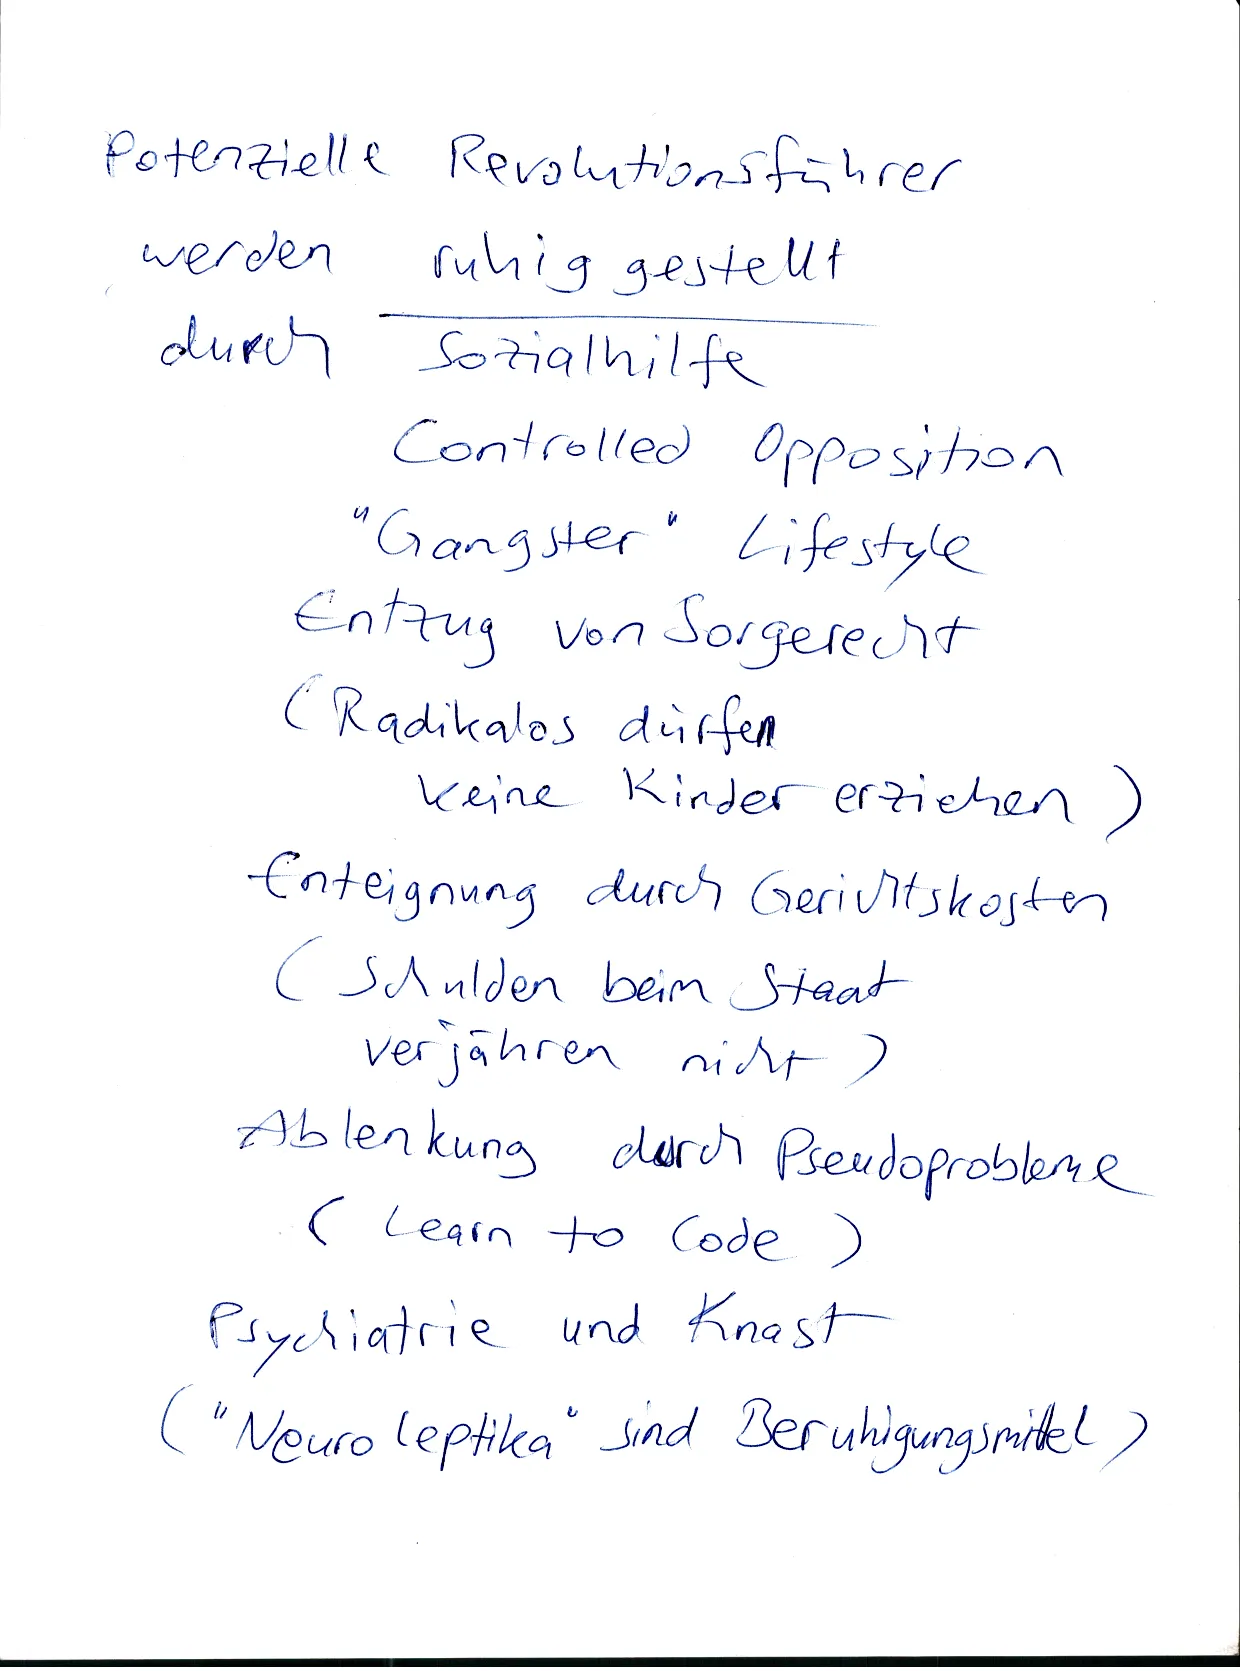 Potenzielle Revolutionsführer
werden ruhig gestellt
durch Sozialhilfe
Controlled Opposition
"Gangster" Lifestyle
Entzug von Sorgerecht
(Radikalos dürfen
keine Kinder erziehen)
Enteignung durch Gerichtskosten
(Schulden beim Staat
verjähren nicht)
Ablenkung durch Pseudoprobleme
(Learn to Code)
Psychiatrie und Knast
("Neuroleptika" sind Beruhigungsmittel)